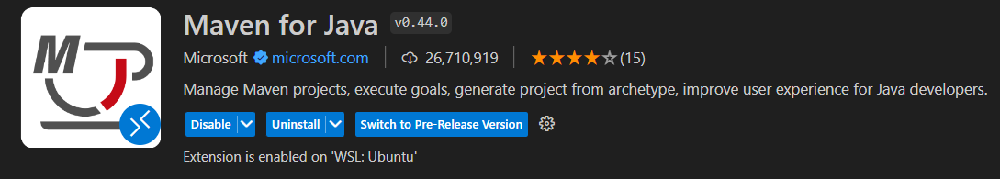 Maven for Java v0.44.0
Microsoft microsoft.com 26,710,919 (15)
Manage Maven projects, execute goals, generate project from archetype, improve user experience for Java developers.
Disable Uninstall Switch to Pre-Release Version
Extension is enabled on 'WSL: Ubuntu'
M